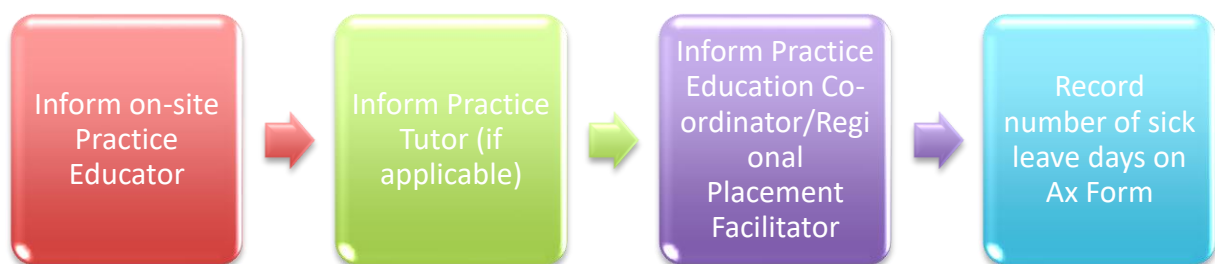 Inform on-site
Practice
Educator
Inform Practice
Tutor (if
applicable)
Inform Practice
Education Co-
ordinator/Regi
onal
Placement
Facilitator
Record
number of sick
leave days on
Ax Form